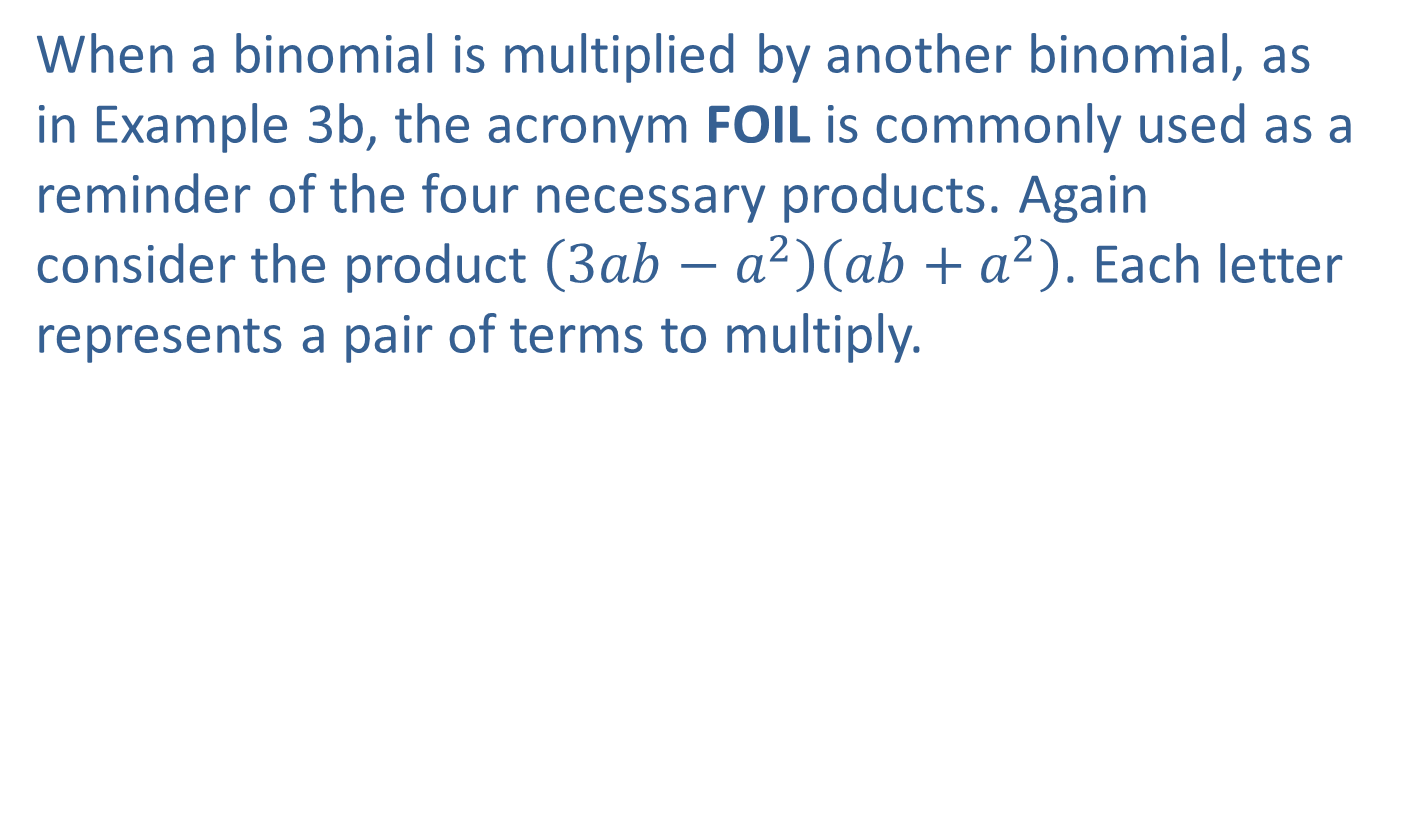 When a binomial is multiplied by another binomial, as
in Example 3b, the acronym FOIL is commonly used as a
reminder of the four necessary products. Again
consider the product (3ab − a²)(ab + a²). Each letter
represents a pair of terms to multiply.